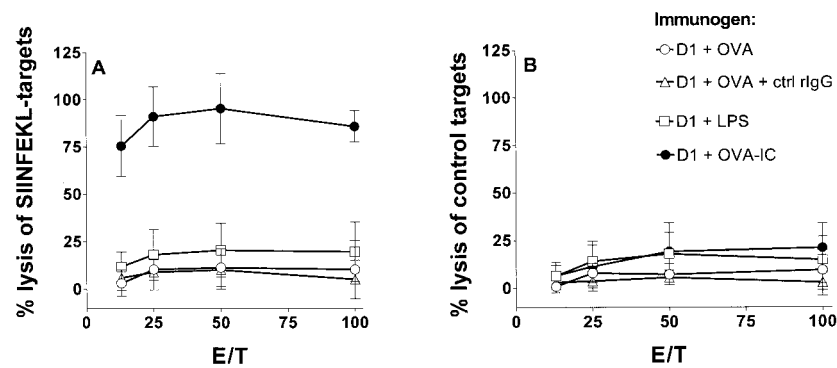 Immunogen:
D1 + OVA
D1 + OVA + ctrl rIgG
D1 + LPS
D1 + OVA-IC
A
% lysis of SIINFEKL-targets
125
100
75
50
25
0
0 25 50 75 100
E/T
B
% lysis of control targets
125
100
75
50
25
0
0 25 50 75 100
E/T